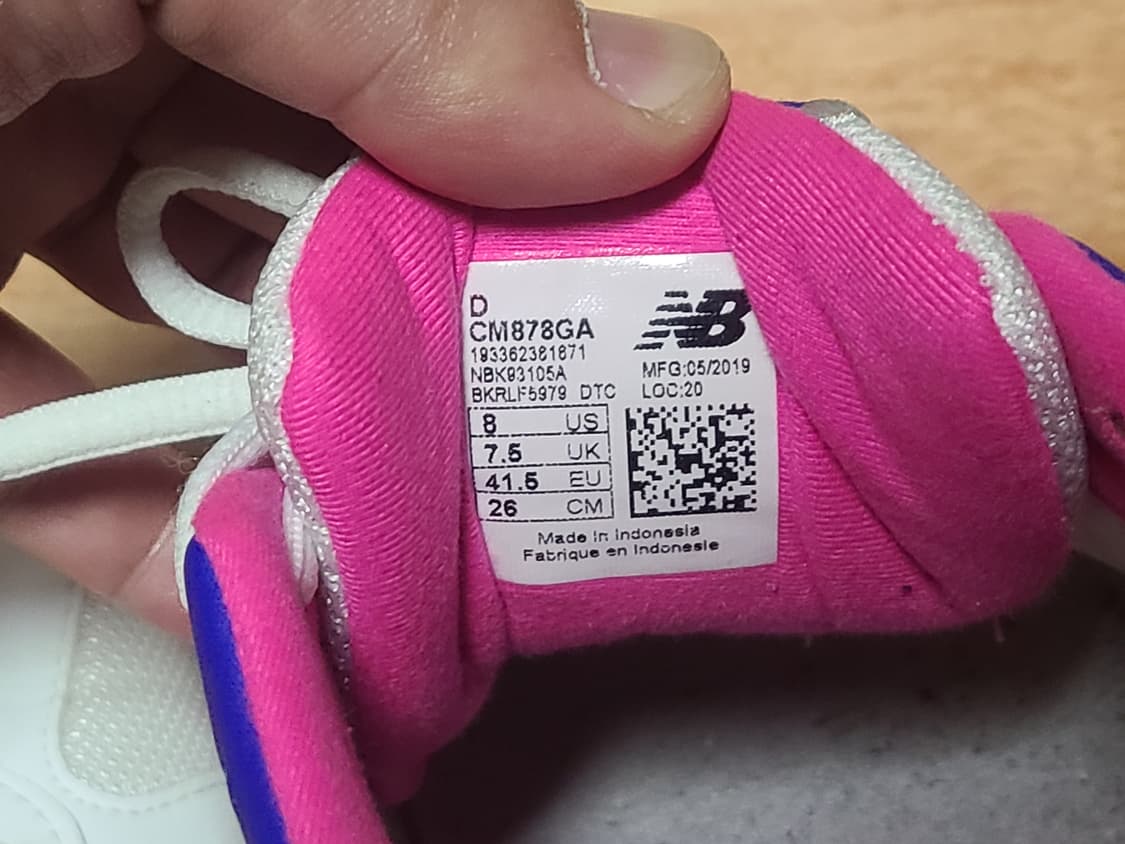 D
CM878GA
193362381871
NBK93105A
BKRLF5979 DTC
NB
MFG:05/2019
LOC:20
8 US
7.5 UK
41.5 EU
26 CM
Made in Indonesia
Fabrique en Indonesie